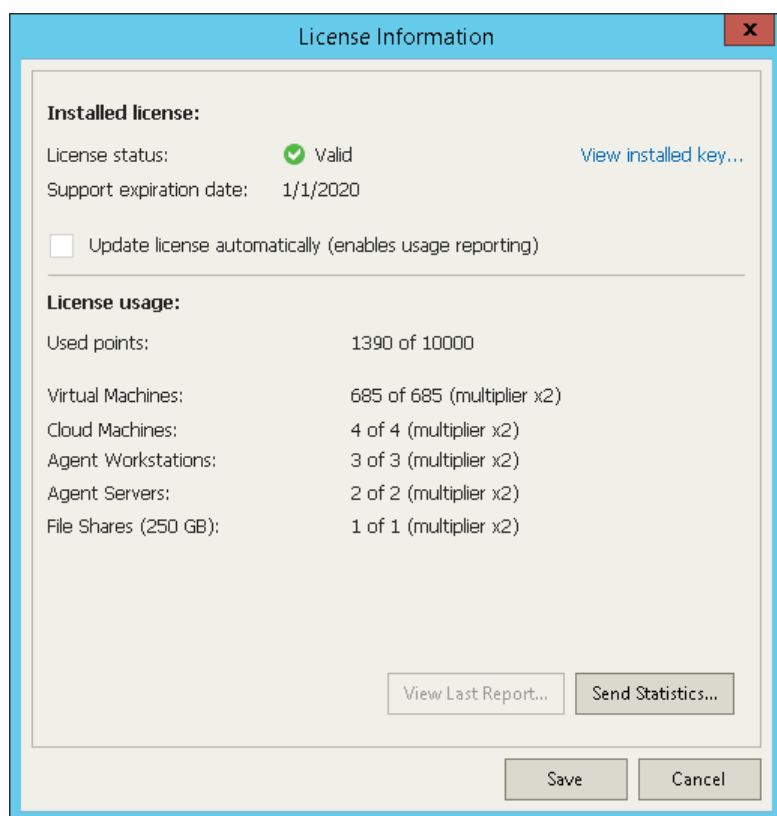 License Information
x
Installed license:
License status: Valid View installed key...
Support expiration date: 1/1/2020
Update license automatically (enables usage reporting)
License usage:
Used points: 1390 of 10000
Virtual Machines: 685 of 685 (multiplier x2)
Cloud Machines: 4 of 4 (multiplier x2)
Agent Workstations: 3 of 3 (multiplier x2)
Agent Servers: 2 of 2 (multiplier x2)
File Shares (250 GB): 1 of 1 (multiplier x2)
View Last Report... Send Statistics...
Save Cancel